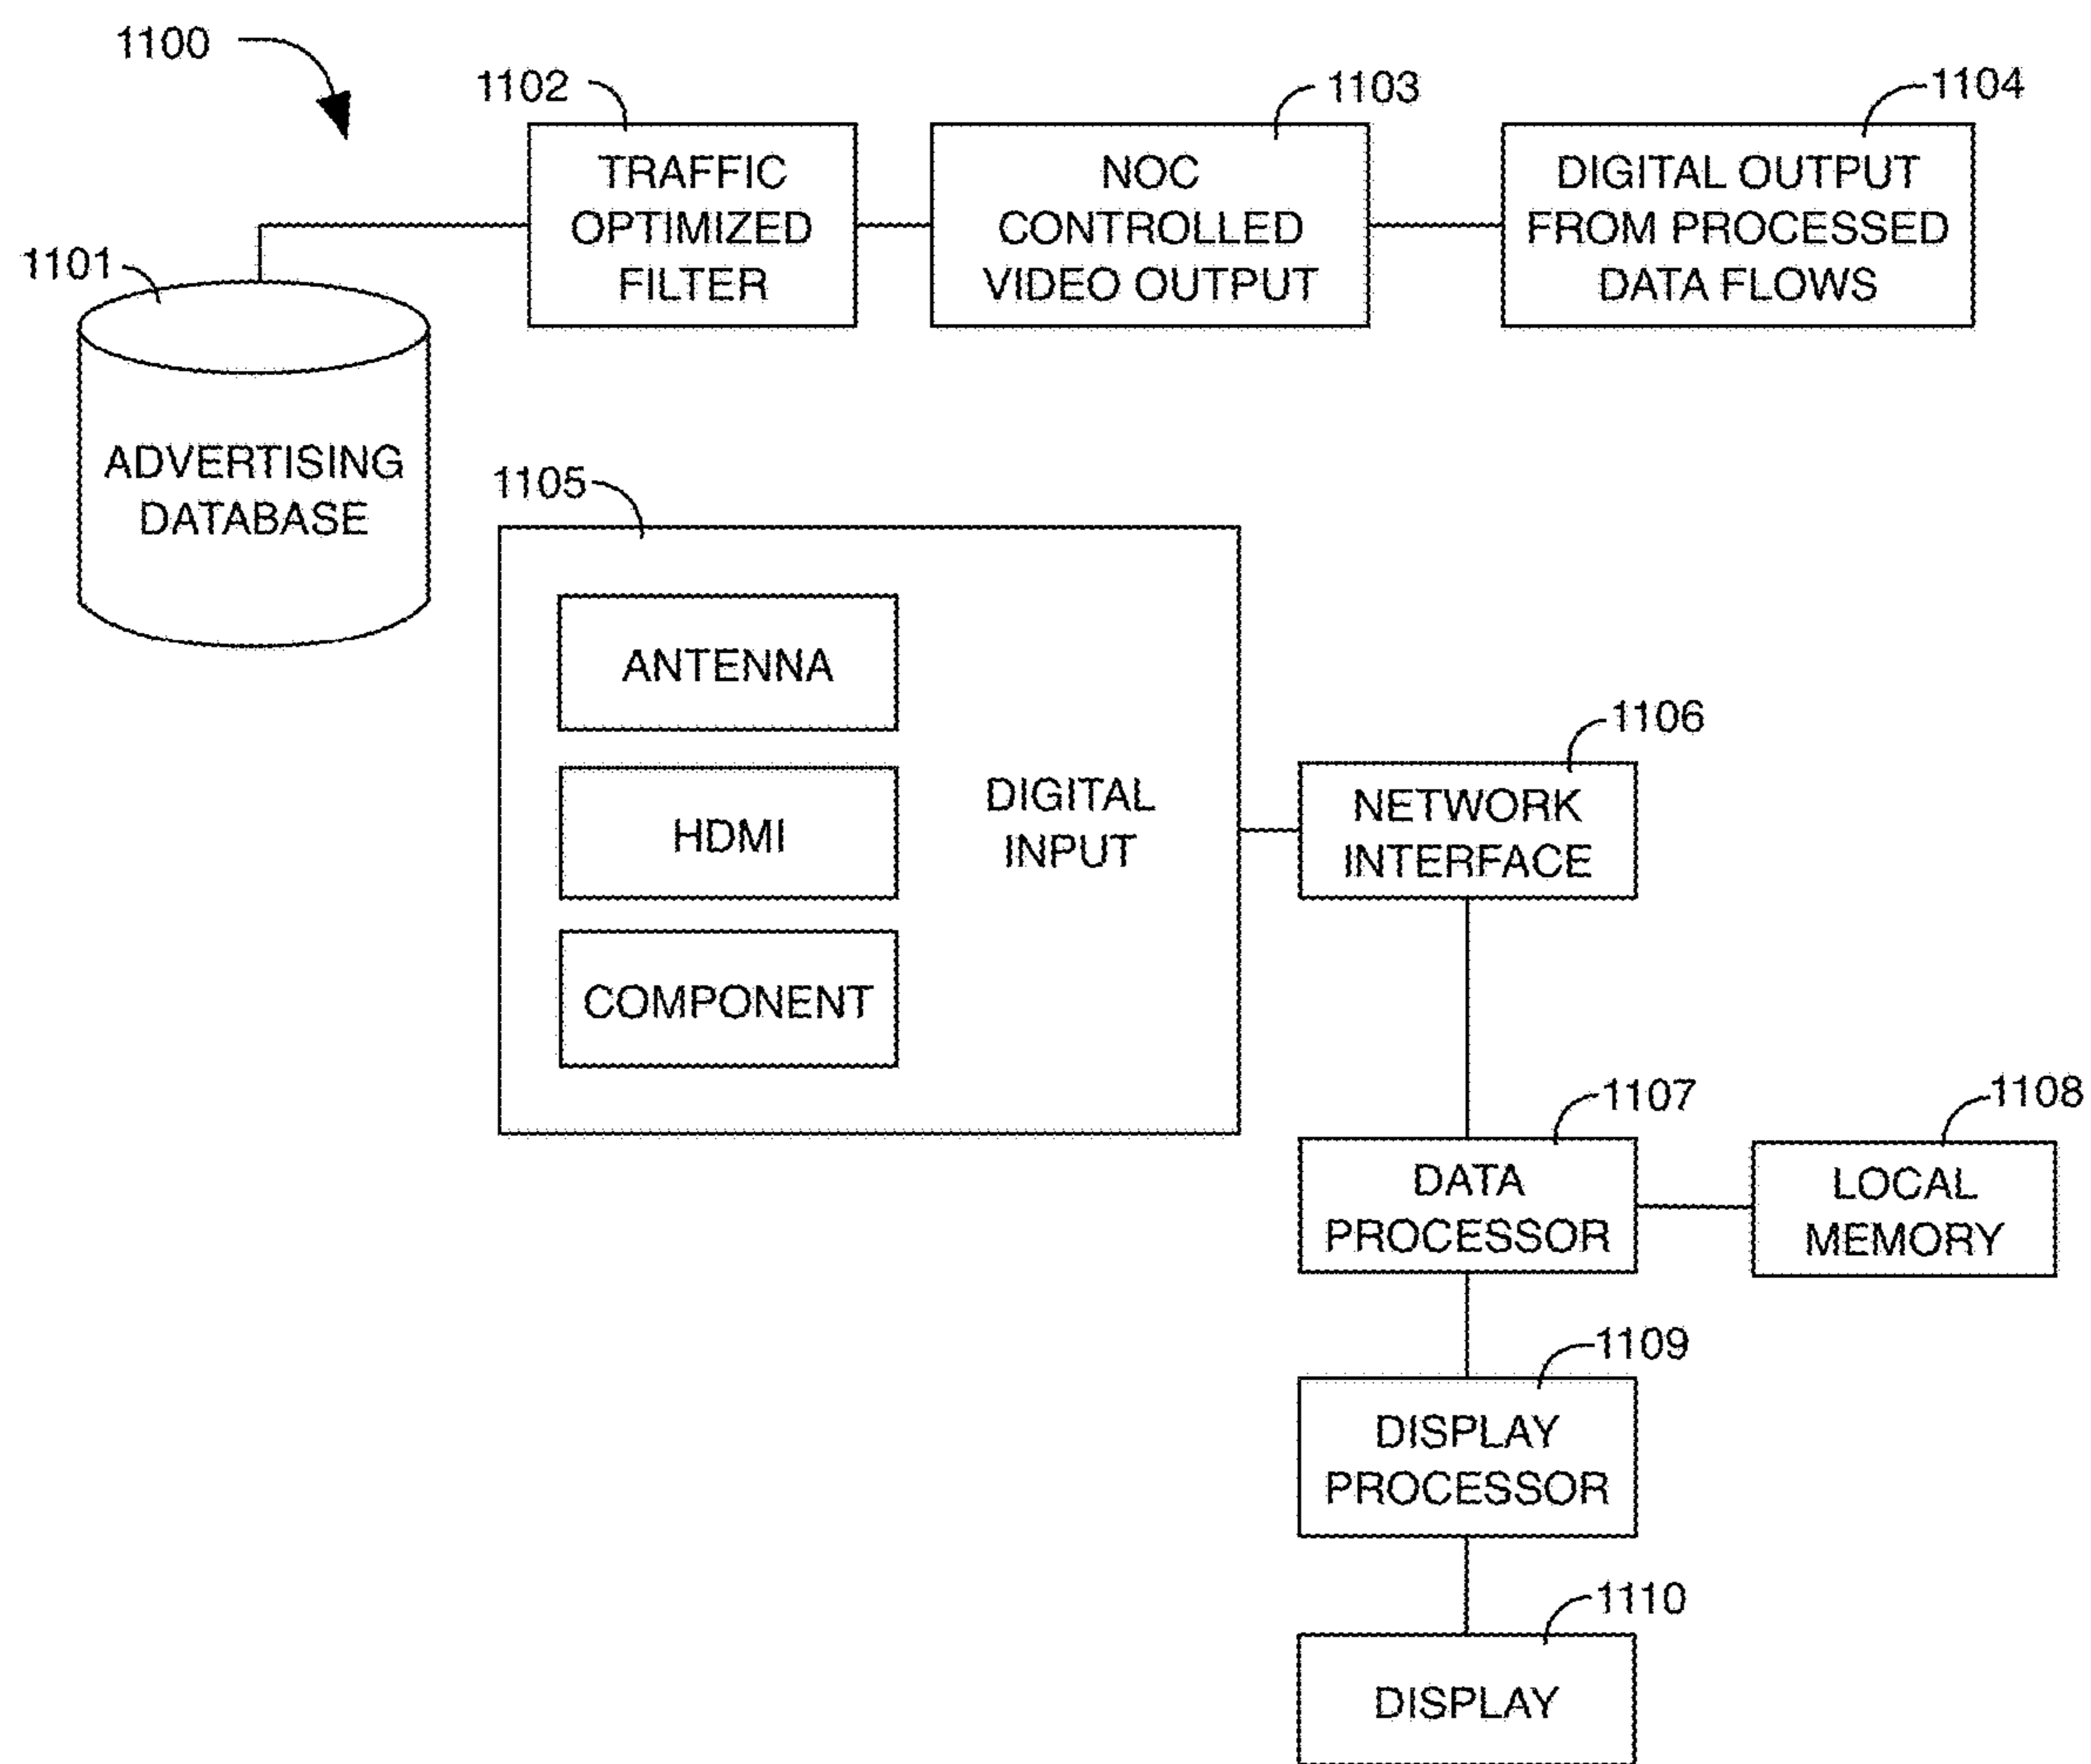 1100
1102
1103
1104
TRAFFIC
OPTIMIZED
FILTER
NOC
CONTROLLED
VIDEO OUTPUT
DIGITAL OUTPUT
FROM PROCESSED
DATA FLOWS
1101
ADVERTISING
DATABASE
1105
ANTENNA
HDMI
COMPONENT
DIGITAL
INPUT
1106
NETWORK
INTERFACE
1107
DATA
PROCESSOR
1108
LOCAL
MEMORY
1109
DISPLAY
PROCESSOR
1110
DISPLAY